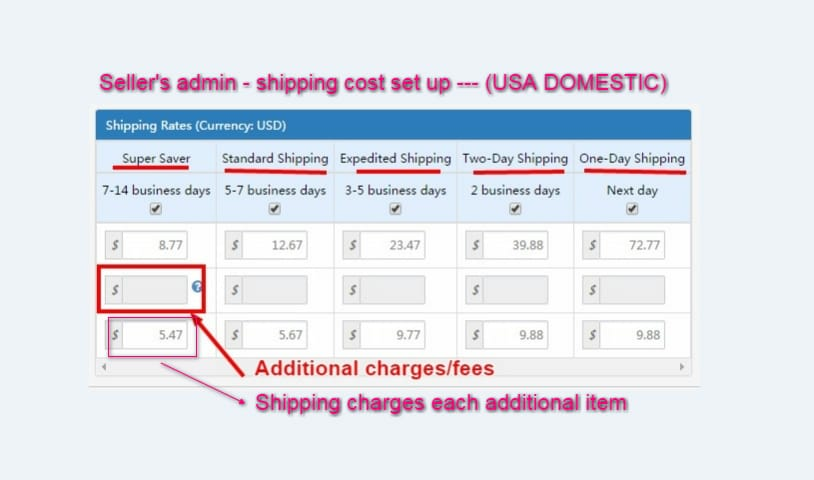 Seller's admin - shipping cost set up --- (USA DOMESTIC)
Shipping Rates (Currency: USD)
Super Saver Standard Shipping Expedited Shipping Two-Day Shipping One-Day Shipping
7-14 business days 5-7 business days 3-5 business days 2 business days Next day
$ 8.77 $ 12.67 $ 23.47 $ 39.88 $ 72.77
$ ? $ $ $ $
$ 5.47 $ 5.67 $ 9.77 $ 9.88 $ 9.88
Additional charges/fees
Shipping charges each additional item